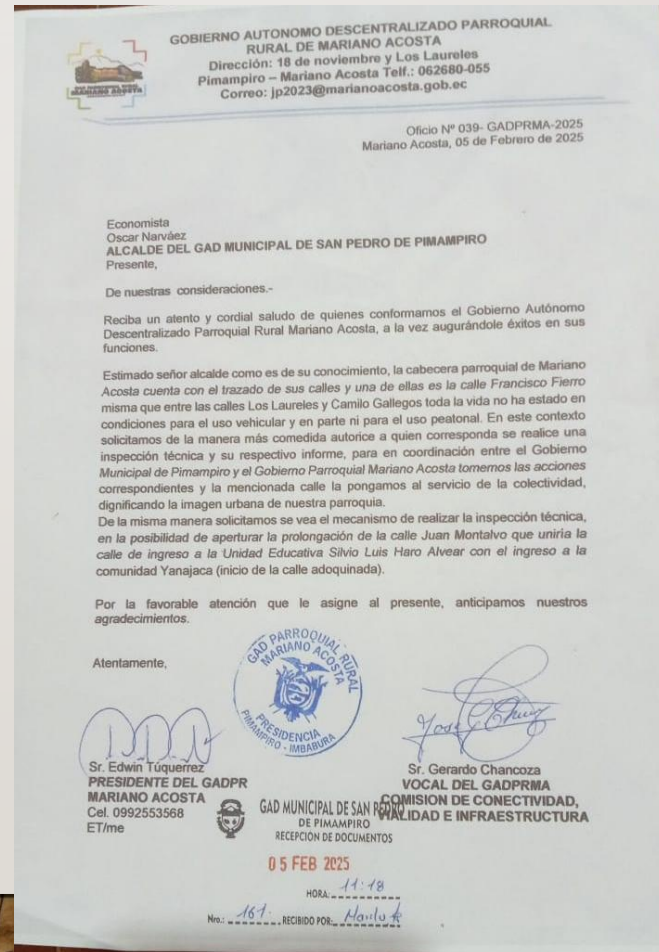 GOBIERNO AUTONOMO DESCENTRALIZADO PARROQUIAL
RURAL DE MARIANO ACOSTA
Dirección: 18 de noviembre y Los Laureles
Pimampiro – Mariano Acosta Telf.: 062680-055
Correo: jp2023@marianoacosta.gob.ec
MARIANO ACOSTA
Oficio Nº 039- GADPRMA-2025
Mariano Acosta, 05 de Febrero de 2025
Economista
Oscar Narváez
ALCALDE DEL GAD MUNICIPAL DE SAN PEDRO DE PIMAMPIRO
Presente,
De nuestras consideraciones.-
Reciba un atento y cordial saludo de quienes conformamos el Gobierno Autónomo
Descentralizado Parroquial Rural Mariano Acosta, a la vez augurándole éxitos en sus
funciones.
Estimado señor alcalde como es de su conocimiento, la cabecera parroquial de Mariano
Acosta cuenta con el trazado de sus calles y una de ellas es la calle Francisco Fierro
misma que entre las calles Los Laureles y Camilo Gallegos toda la vida no ha estado en
condiciones para el uso vehicular y en parte ni para el uso peatonal. En este contexto
solicitamos de la manera más comedida autorice a quien corresponda se realice una
inspección técnica y su respectivo informe, para en coordinación entre el Gobierno
Municipal de Pimampiro y el Gobierno Parroquial Mariano Acosta tomemos las acciones
correspondientes y la mencionada calle la pongamos al servicio de la colectividad,
dignificando la imagen urbana de nuestra parroquia.
De la misma manera solicitamos se vea el mecanismo de realizar la inspección técnica,
en la posibilidad de aperturar la prolongación de la calle Juan Montalvo que uniría la
calle de ingreso a la Unidad Educativa Silvio Luis Haro Alvear con el ingreso a la
comunidad Yanajaca (inicio de la calle adoquinada).
Por la favorable atención que le asigne al presente, anticipamos nuestros
agradecimientos.
Atentamente,
GAD PARROQUIAL RURAL
MARIANO ACOSTA
PRESIDENCIA
PIMAMPIRO - IMBABURA
Sr. Edwin Túquerrez
PRESIDENTE DEL GADPR
MARIANO ACOSTA
Cel. 0992553568
ET/me
Sr. Gerardo Chancoza
VOCAL DEL GADPRMA
COMISION DE CONECTIVIDAD,
VIALIDAD E INFRAESTRUCTURA
GAD MUNICIPAL DE SAN PEDRO
DE PIMAMPIRO
RECEPCIÓN DE DOCUMENTOS
05 FEB 2025
HORA: 11:18
Nro.: 161. RECIBIDO POR: